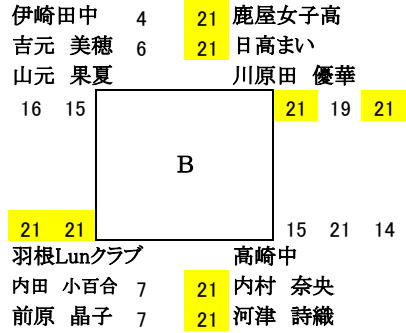 伊崎田中 4 21 鹿屋女子高
吉元 美穂 6 21 日高まい
山元 果夏 川原田 優華
16 15 21 19 21
B
21 21 15 21 14
羽根Lunクラブ 高崎中
内田 小百合 7 21 内村 奈央
前原 晶子 7 21 河津 詩織